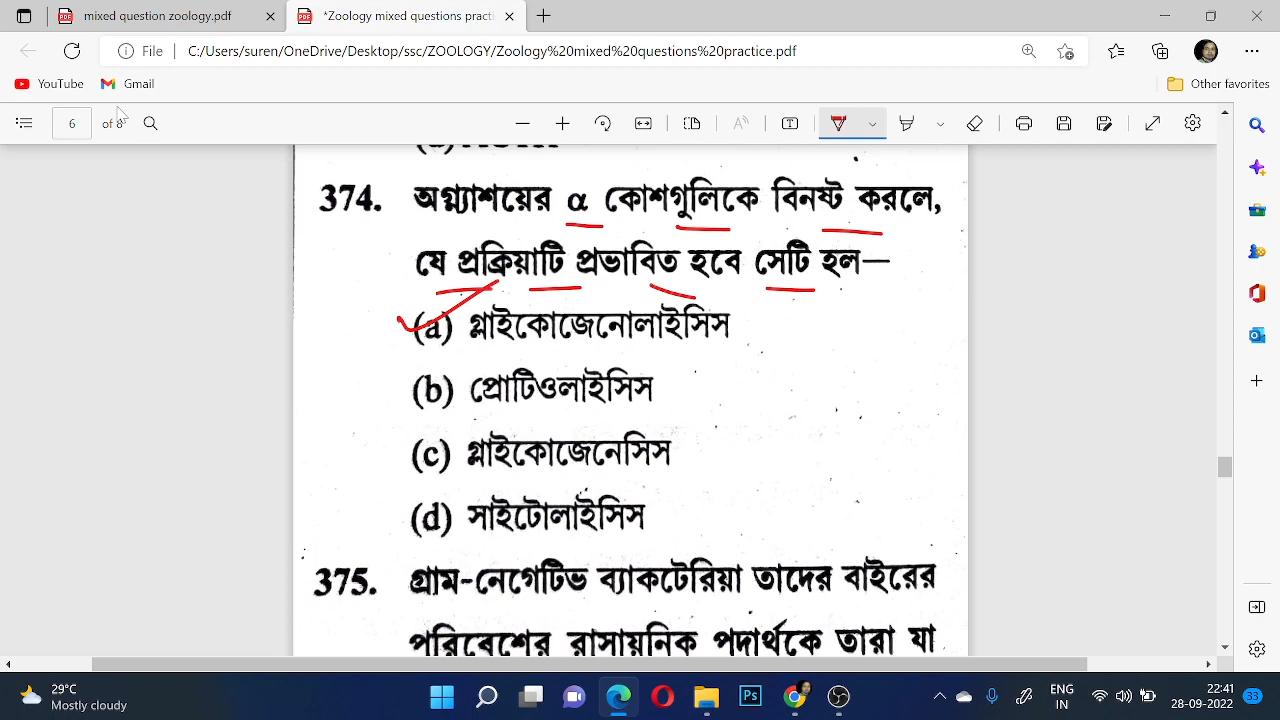 mixed question zoology.pdf
*Zoology mixed questions practice.pdf
File C:/Users/suren/OneDrive/Desktop/ssc/ZOOLOGY/Zoology%20mixed%20questions%20practice.pdf
YouTube Gmail Other favorites
6 of
374. অগ্ন্যাশয়ের α কোশগুলিকে বিনষ্ট করলে,
যে প্রক্রিয়াটি প্রভাবিত হবে সেটি হল—
(a) গ্লাইকোজেনোলাইসিস
(b) প্রোটিওলাইসিস
(c) গ্লাইকোজেনেসিস
(d) সাইটোলাইসিস
375. গ্রাম-নেগেটিভ ব্যাকটেরিয়া তাদের বাইরের
পরিবেশের রাসায়নিক পদার্থকে তারা যা
29°C
Mostly cloudy
ENG
IN
22:41
28-09-2022
33